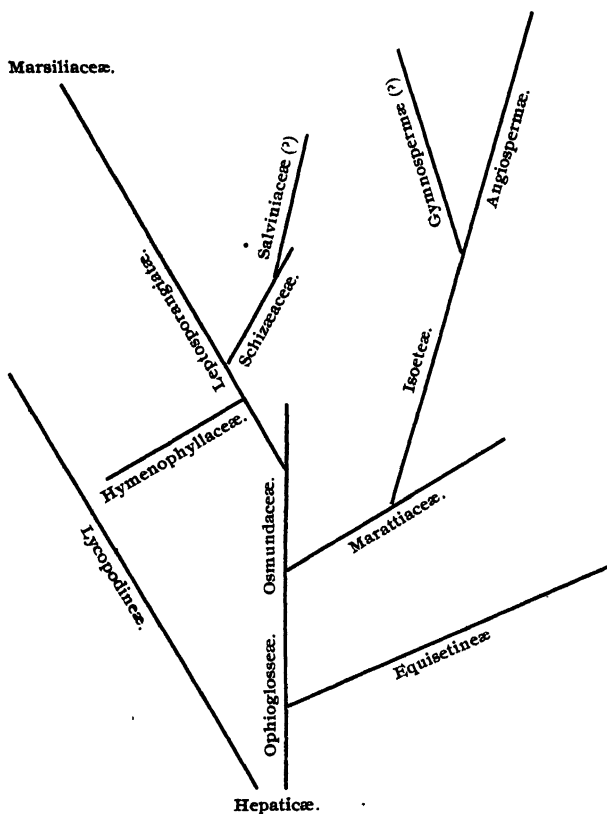 Marsiliaceæ.
Salviniaceæ (?)
Gymnospermæ (?)
Angiospermæ.
Leptosporangiatæ.
Schizæaceæ.
Isoeteæ.
Hymenophyllaceæ.
Lycopodineæ.
Osmundaceæ.
Marattiaceæ.
Ophioglosseæ.
Equisetineæ
Hepaticæ.